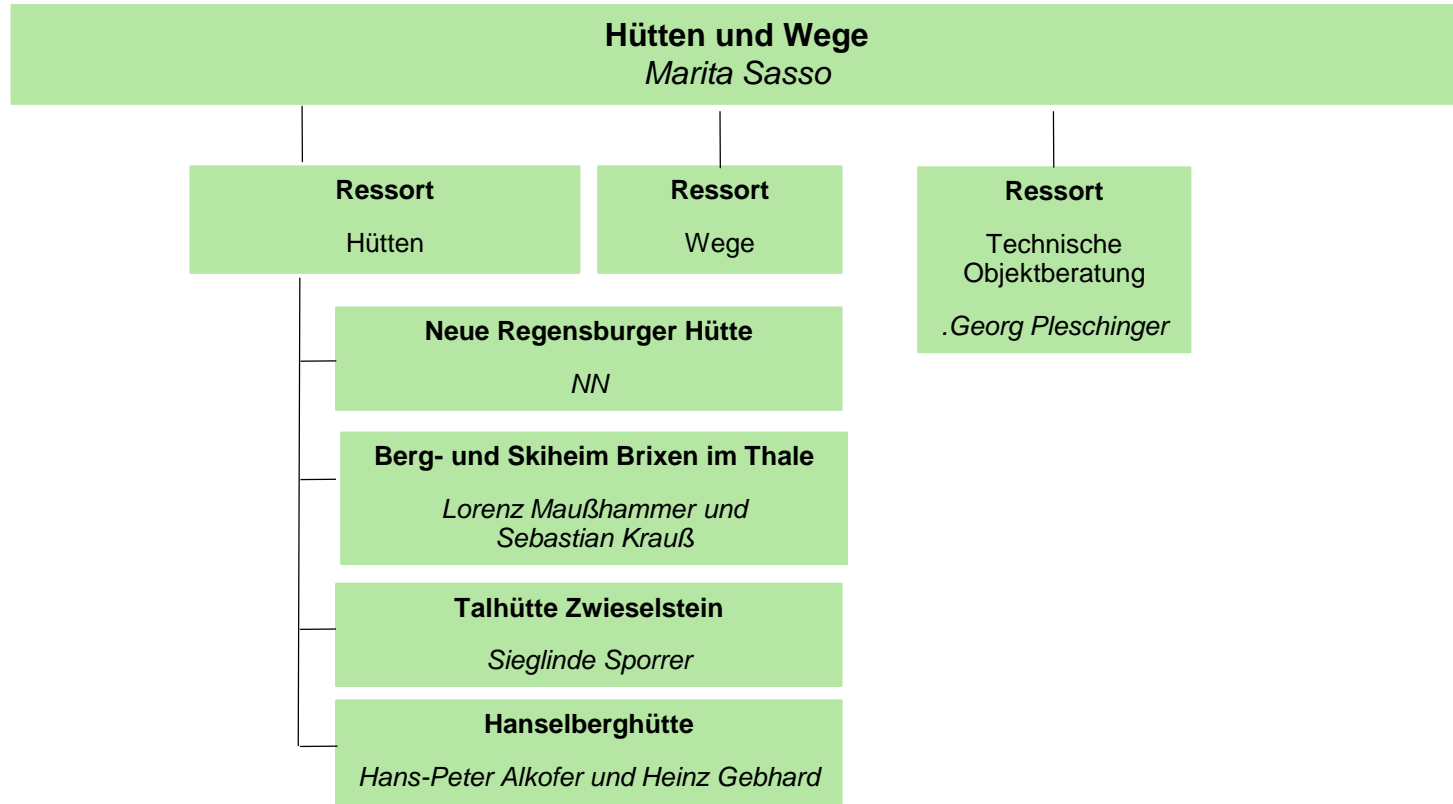 Hütten und Wege
Marita Sasso
Ressort
Hütten
Ressort
Wege
Ressort
Technische
Objektberatung
.Georg Pleschinger
Neue Regensburger Hütte
NN
Berg- und Skiheim Brixen im Thale
Lorenz Maußhammer und
Sebastian Krauß
Talhütte Zwieselstein
Sieglinde Sporrer
Hanselberghütte
Hans-Peter Alkofer und Heinz Gebhard